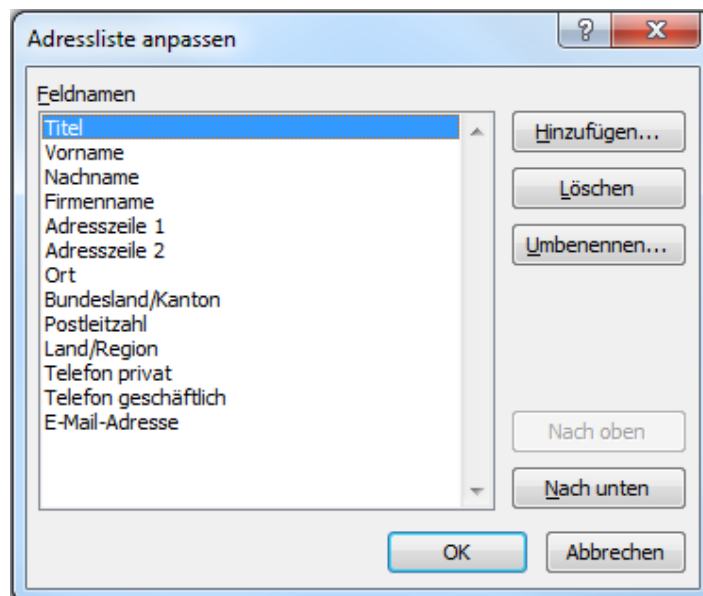 Adressliste anpassen
Feldnamen
Titel
Vorname
Nachname
Firmenname
Adresszeile 1
Adresszeile 2
Ort
Bundesland/Kanton
Postleitzahl
Land/Region
Telefon privat
Telefon geschäftlich
E-Mail-Adresse
Hinzufügen...
Löschen
Umbenennen...
Nach oben
Nach unten
OK
Abbrechen